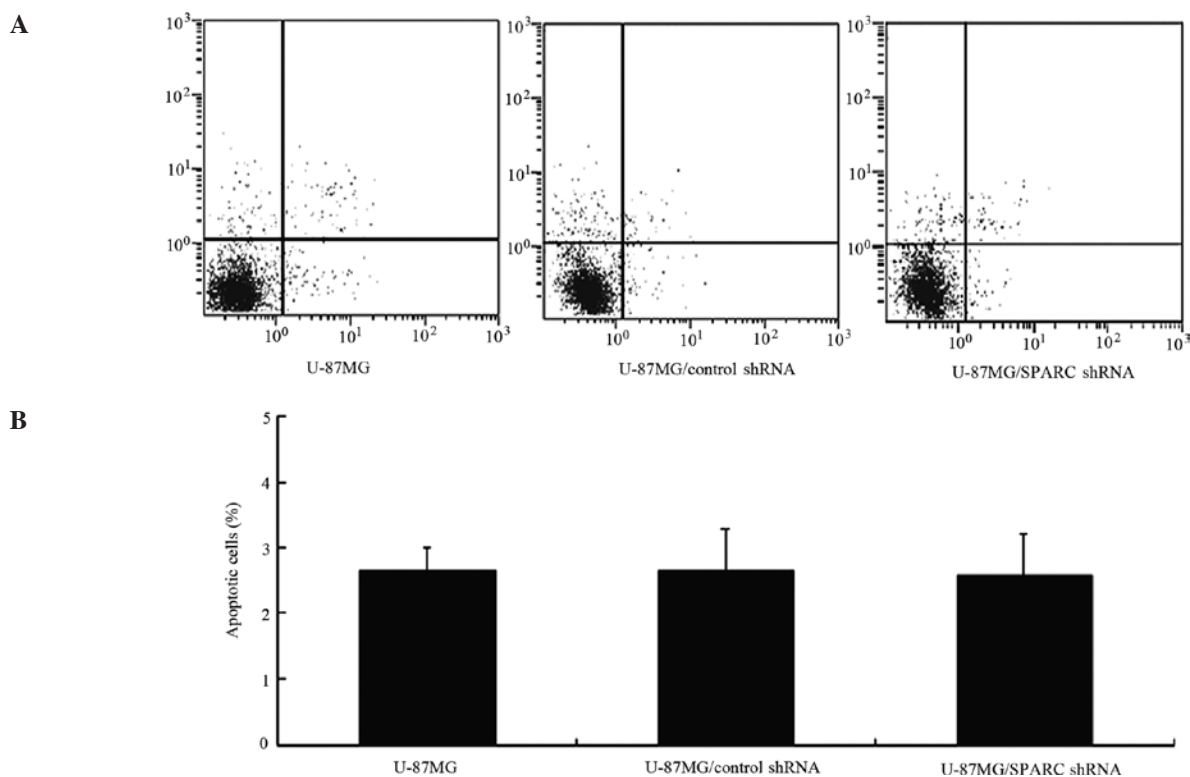 A
10³
10²
10¹
10⁰
10⁰ 10¹ 10² 10³
U-87MG
10³
10²
10¹
10⁰
10⁰ 10¹ 10² 10³
U-87MG/control shRNA
10³
10²
10¹
10⁰
10⁰ 10¹ 10² 10³
U-87MG/SPARC shRNA
B
Apoptotic cells (%)
5
4
3
2
1
0
U-87MG
U-87MG/control shRNA
U-87MG/SPARC shRNA